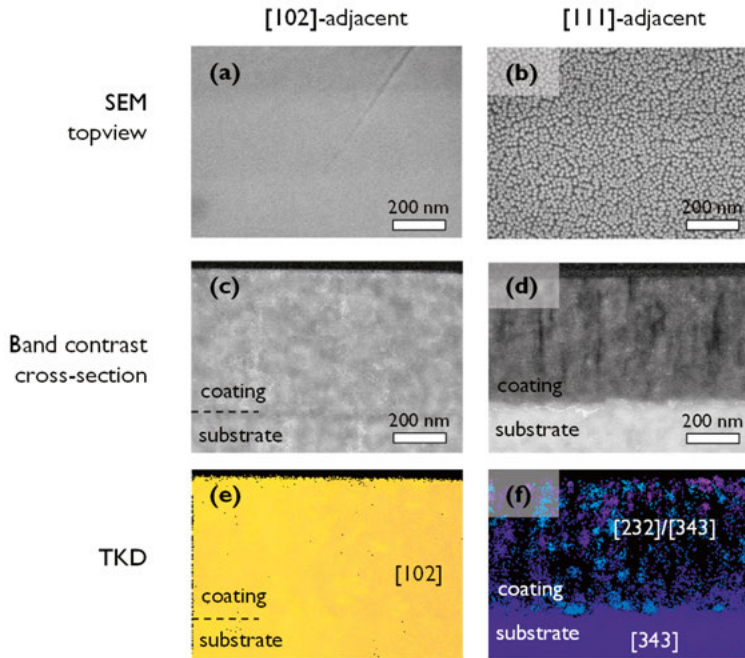 [102]-adjacent
[111]-adjacent
SEM
topview
(a)
200 nm
(b)
200 nm
Band contrast
cross-section
(c)
coating
substrate
200 nm
(d)
coating
substrate
200 nm
TKD
(e)
[102]
coating
substrate
(f)
[232]/[343]
coating
substrate
[343]